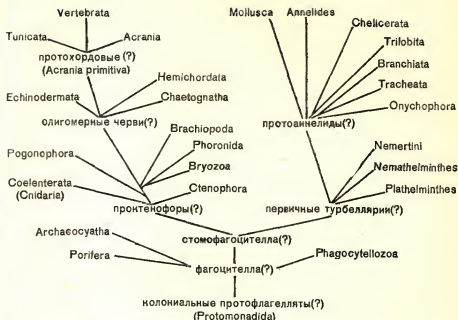 Vertebrata
Mollusca
Annelides
Chelicerata
Tunicata
Acrania
Trilobita
протохордовые (?)
(Acrania primitiva)
Branchiata
Hemichordata
Tracheata
Echinodermata
Chaetognatha
Onychophora
олигомерные черви(?)
протоаннелиды(?)
Brachiopoda
Phoronida
Nemertini
Pogonophora
Bryozoa
Nemathelminthes
Coelenterata
(Cnidaria)
Ctenophora
Plathelminthes
проктенофоры(?)
первичные турбеллярии(?)
Archaeocyatha
стомофагоцителла(?)
Porifera
Phagocytellozoa
фагоцителла(?)
колониальные протофлагелляты(?)
(Protomonadida)